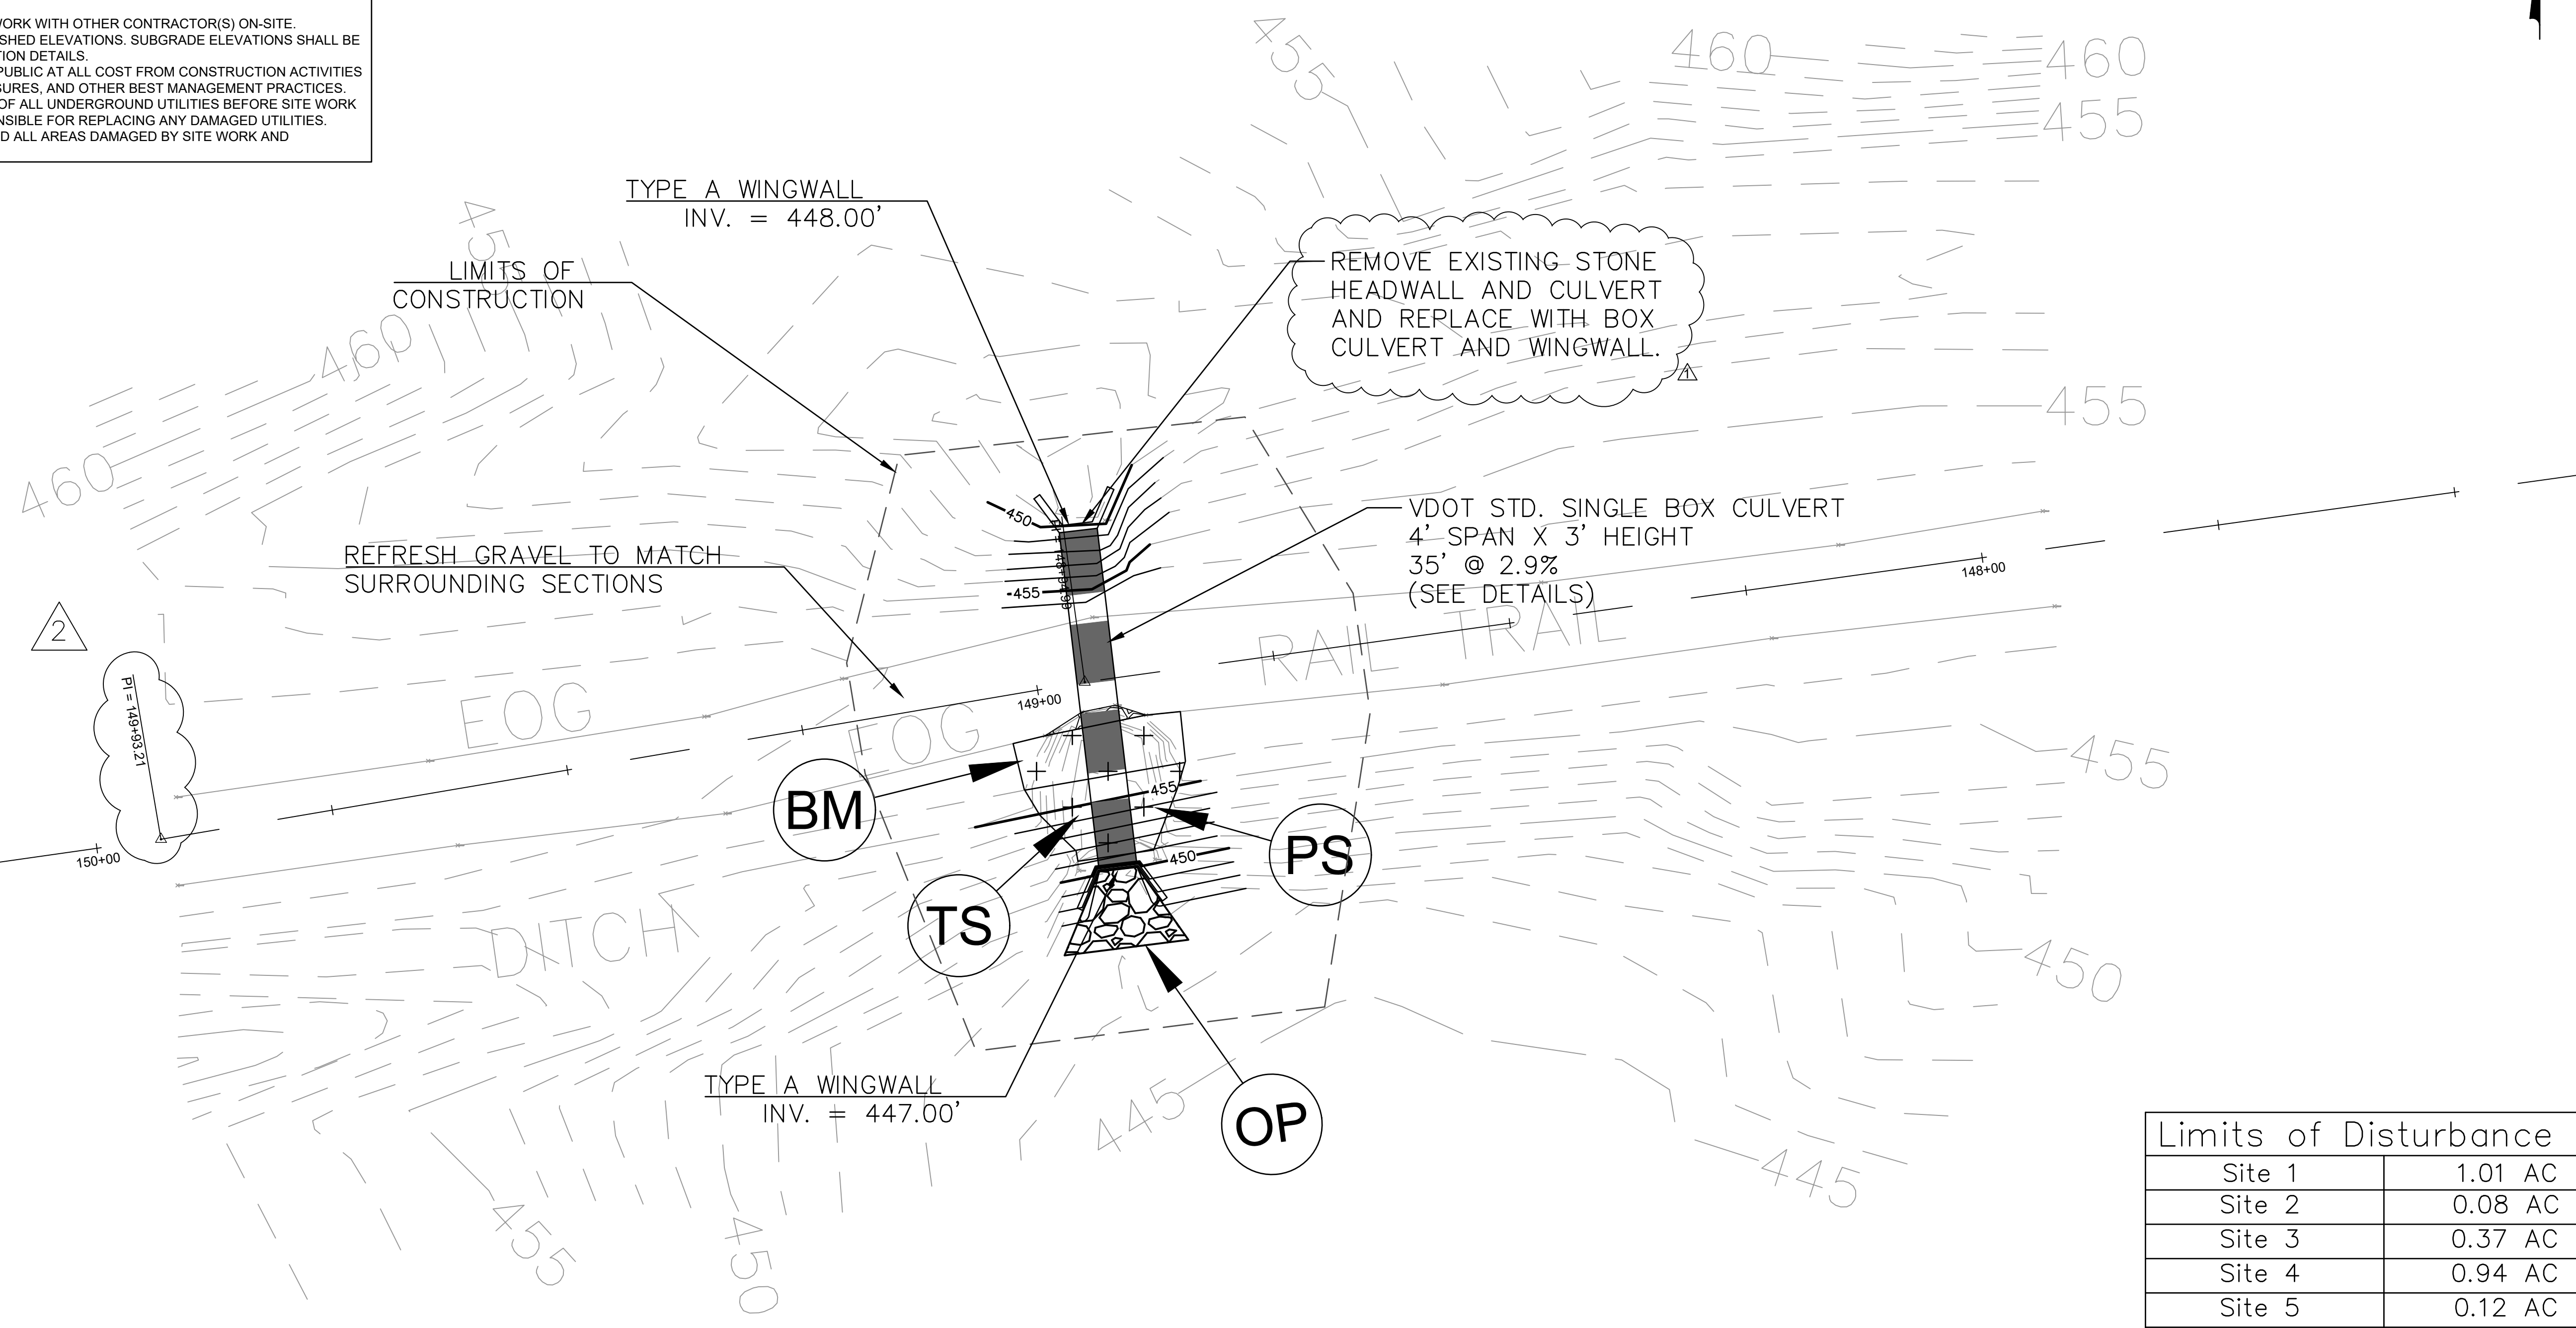 WORK WITH OTHER CONTRACTOR(S) ON-SITE.
SHED ELEVATIONS. SUBGRADE ELEVATIONS SHALL BE
TION DETAILS.
PUBLIC AT ALL COST FROM CONSTRUCTION ACTIVITIES
SURES, AND OTHER BEST MANAGEMENT PRACTICES.
OF ALL UNDERGROUND UTILITIES BEFORE SITE WORK
NSIBLE FOR REPLACING ANY DAMAGED UTILITIES.
D ALL AREAS DAMAGED BY SITE WORK AND
455
460
460
455
TYPE A WINGWALL
INV. = 448.00'
LIMITS OF
CONSTRUCTION
REMOVE EXISTING STONE
HEADWALL AND CULVERT
AND REPLACE WITH BOX
CULVERT AND WINGWALL.
1
460
460
455
450
VDOT STD. SINGLE BOX CULVERT
4' SPAN X 3' HEIGHT
35' @ 2.9%
(SEE DETAILS)
REFRESH GRAVEL TO MATCH
SURROUNDING SECTIONS
455
148+00
RAIL TRAIL
2
PI = 149+93.21
EOG
EOG
149+00
150+00
BM
455
455
PS
450
TS
DITCH
450
TYPE A WINGWALL
INV. = 447.00'
445
OP
445
455
450
Limits of Disturbance
Site 1 1.01 AC
Site 2 0.08 AC
Site 3 0.37 AC
Site 4 0.94 AC
Site 5 0.12 AC